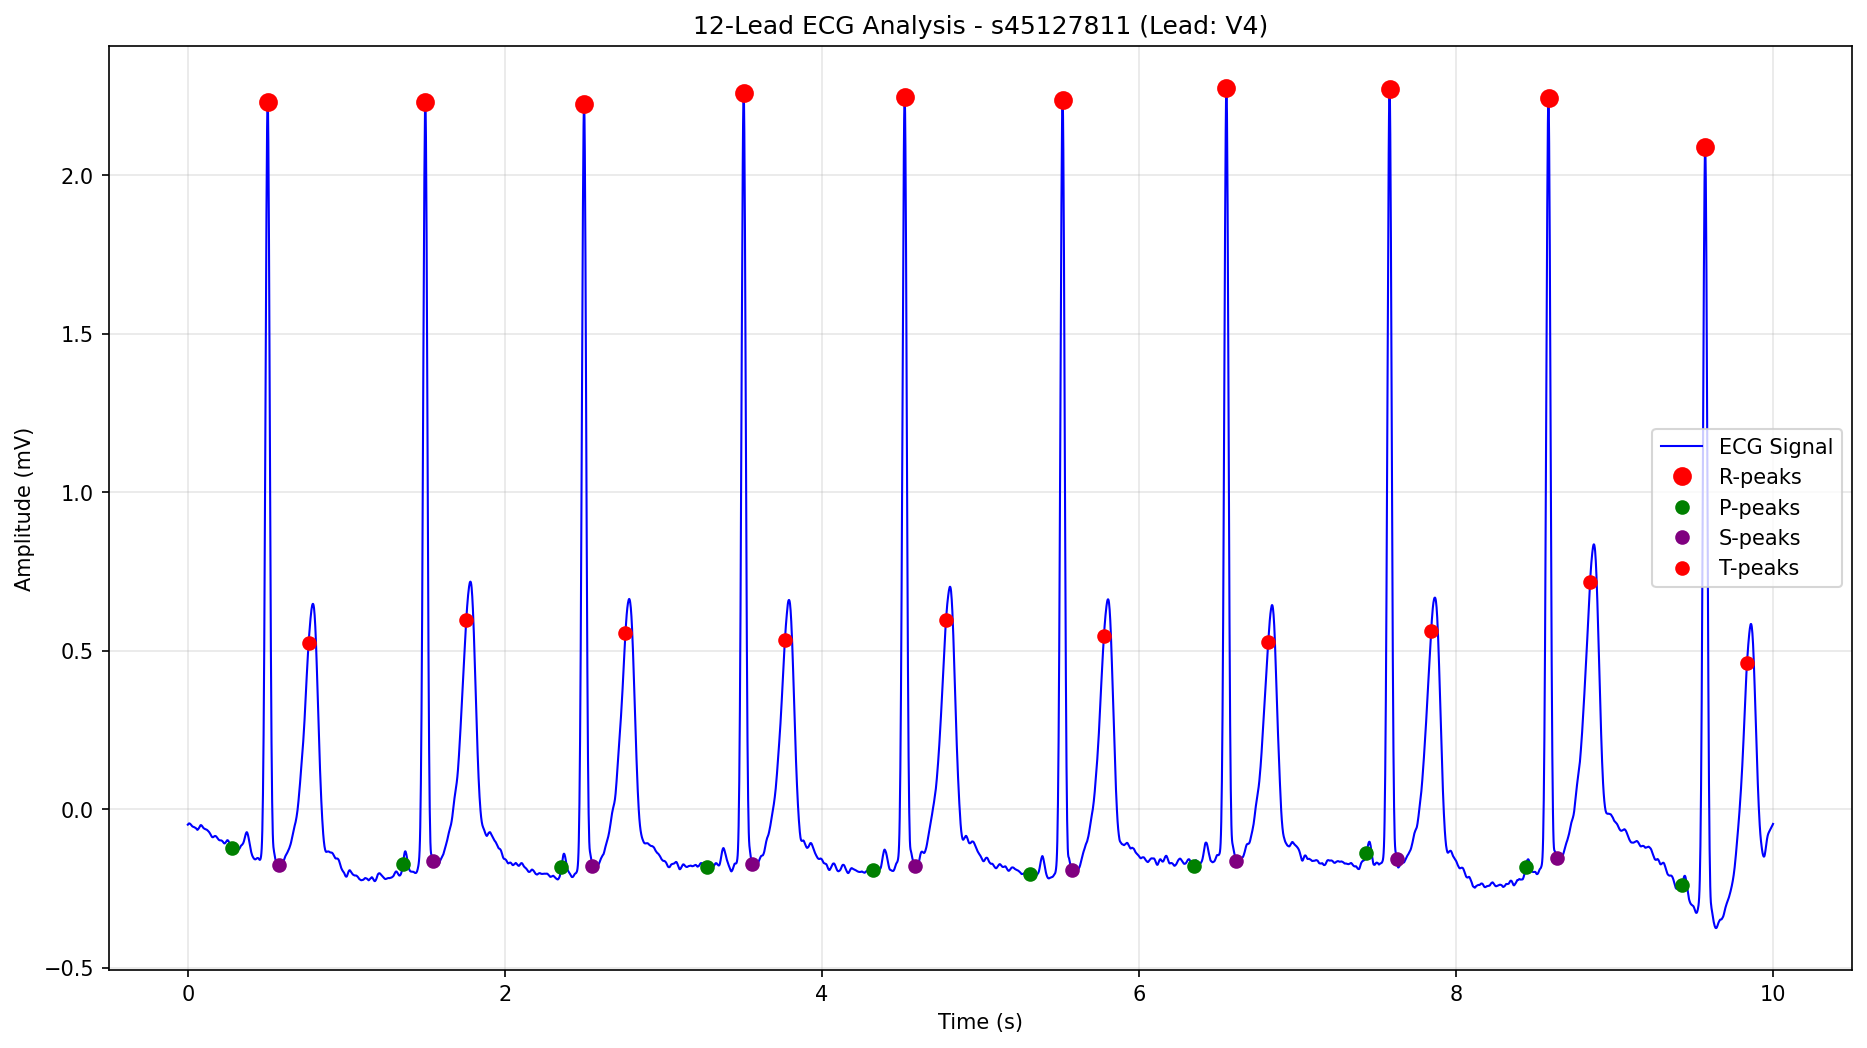 12-Lead ECG Analysis - s45127811 (Lead: V4)
Amplitude (mV)
2.0
1.5
1.0
0.5
0.0
−0.5
ECG Signal
R-peaks
P-peaks
S-peaks
T-peaks
0 2 4 6 8 10
Time (s)